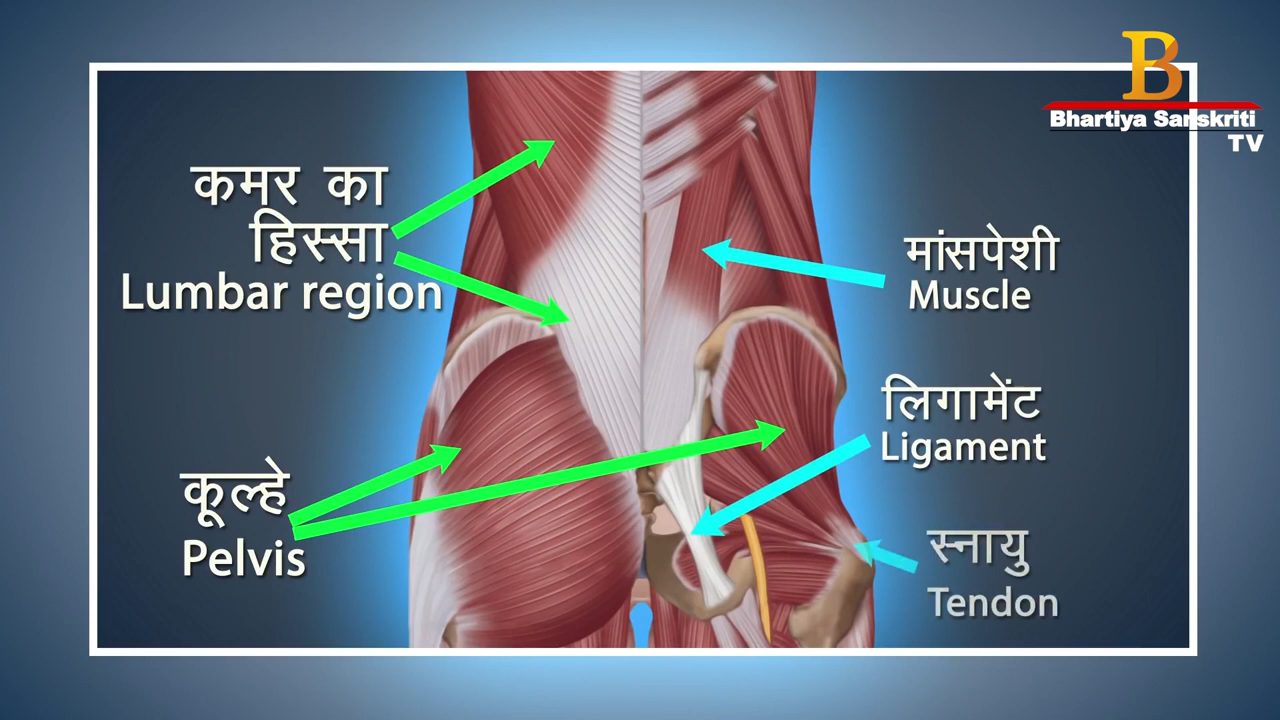 B
Bhartiya Sanskriti
TV
कमर का
हिस्सा
Lumbar region
मांसपेशी
Muscle
लिगामेंट
Ligament
कूल्हे
Pelvis
स्नायु
Tendon